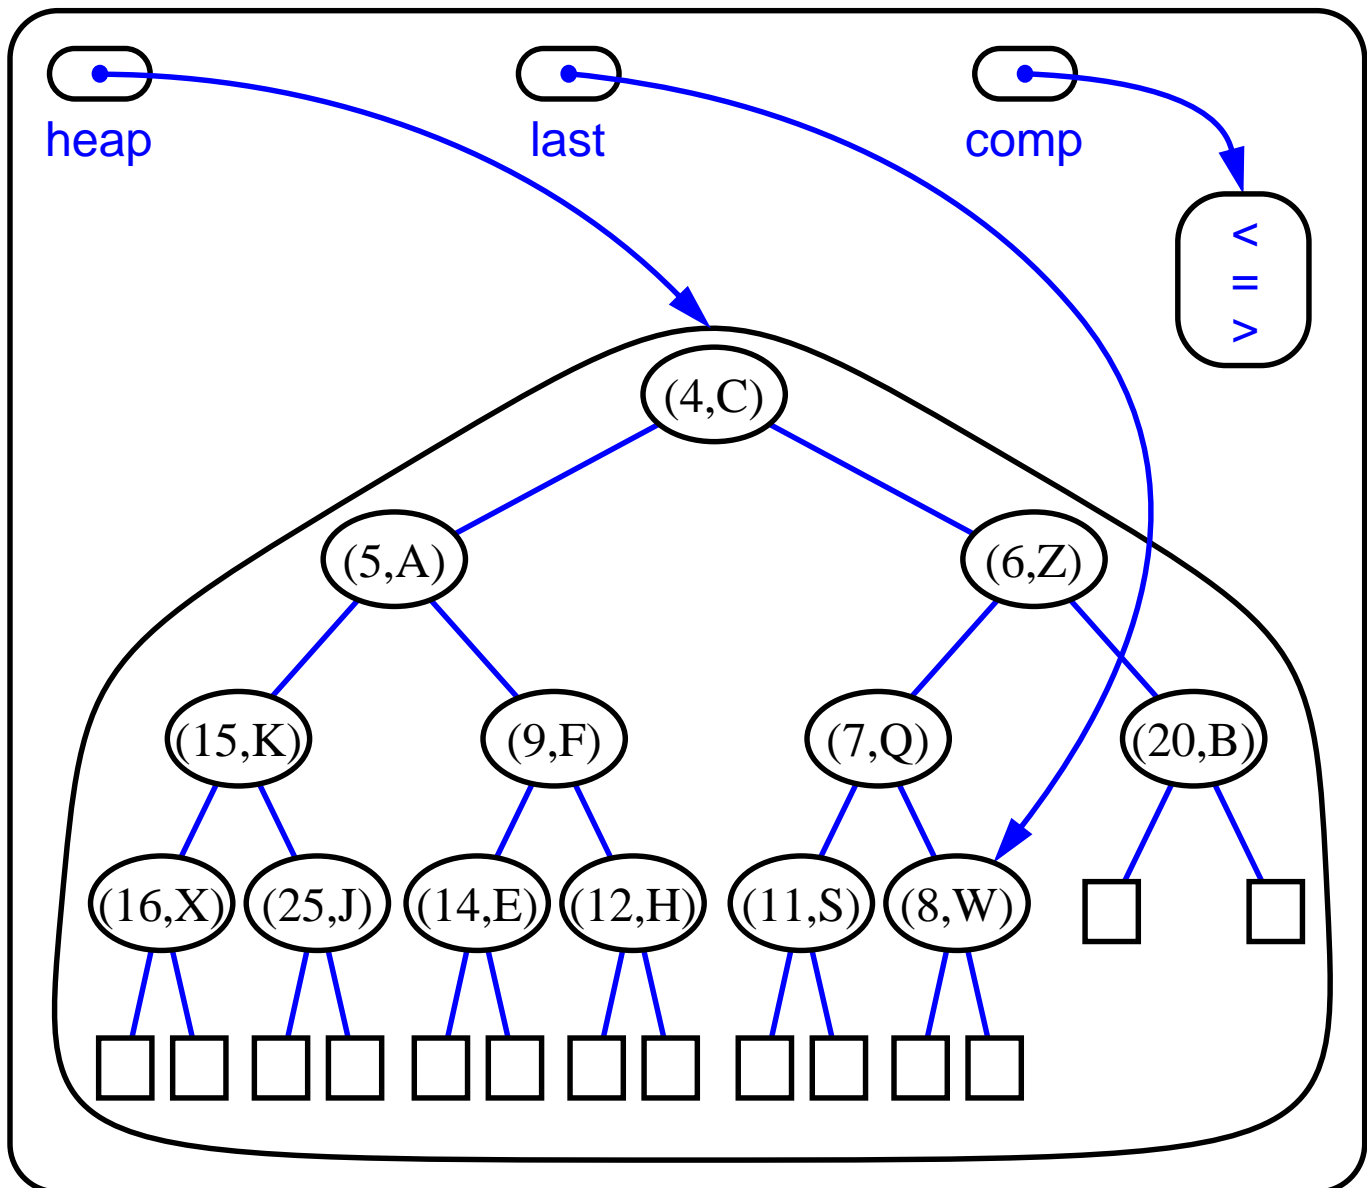 heap last comp
<
=
>
(4,C)
(5,A) (6,Z)
(15,K) (9,F) (7,Q) (20,B)
(16,X) (25,J) (14,E) (12,H) (11,S) (8,W)